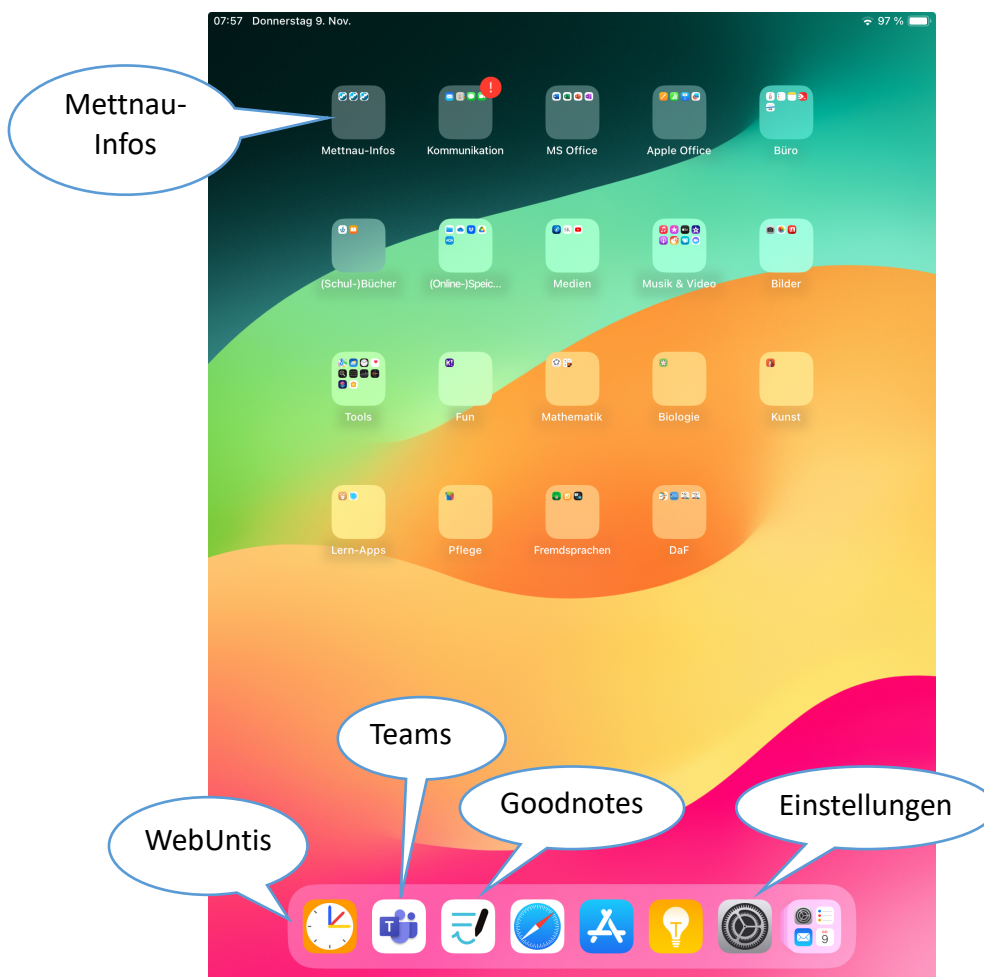 07:57 Donnerstag 9. Nov.
97 %
Mettnau-
Infos
!
Mettnau-Infos Kommunikation MS Office Apple Office Büro
(Schul-)Bücher (Online-)Speic... Medien Musik & Video Bilder
Tools Fun Mathematik Biologie Kunst
Lern-Apps Pflege Fremdsprachen DaF
Teams
Goodnotes
Einstellungen
WebUntis
T
T
9